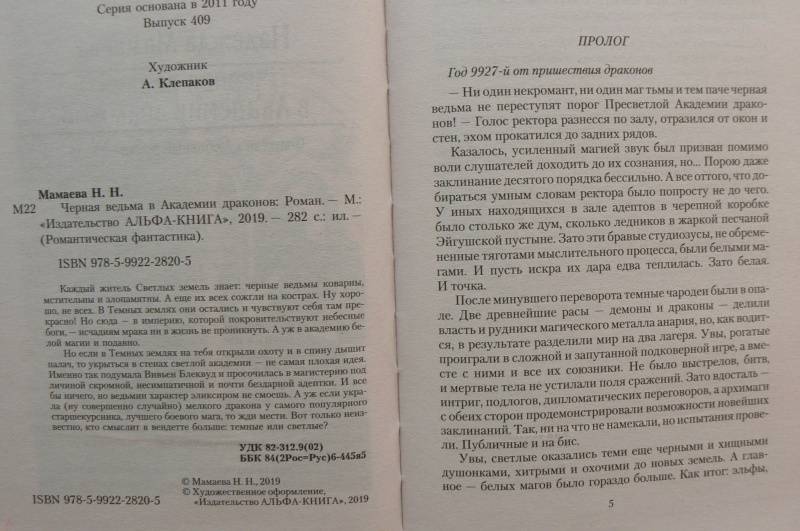 Серия основана в 2011 году
Выпуск 409
Художник
А. Клепаков
Мамаева Н. Н.
М22 Черная ведьма в Академии драконов: Роман. — М.:
«Издательство АЛЬФА-КНИГА», 2019. — 282 с.: ил. —
(Романтическая фантастика).
ISBN 978-5-9922-2820-5
Каждый житель Светлых земель знает: черные ведьмы коварны,
мстительны и злопамятны. А еще их всех сожгли на кострах. Ну хоро-
шо, не всех. В Темных землях они остались и чувствуют себя там пре-
красно! Но сюда — в империю, которой покровительствуют небесные
боги, — исчадиям мрака ни в жизнь не проникнуть. А уж в академию бе-
лой магии и подавно.
Но если в Темных землях на тебя открыли охоту и в спину дышит
палач, то укрыться в стенах светлой академии — не самая плохая идея.
Именно так подумала Вивьен Блеквуд и просочилась в магистерию под
личиной скромной, несимпатичной и почти бездарной адептки. И все
бы ничего, но ведьмин характер эликсиром не смоешь. А уж если укра-
ла (ну совершенно случайно) мелкого дракона у самого популярного
старшекурсника, лучшего боевого мага, то жди мести. Вот только неиз-
вестно, кто смыслит в вендетте больше: темные или светлые?
УДК 82-312.9(02)
ББК 84(2Рос=Рус)6-445я5
© Мамаева Н. Н., 2019
© Художественное оформление,
ISBN 978-5-9922-2820-5 «Издательство АЛЬФА-КНИГА», 2019
ПРОЛОГ
Год 9927-й от пришествия драконов
— Ни один некромант, ни один маг тьмы и тем паче черная
ведьма не переступят порог Пресветлой Академии драко-
нов! — Голос ректора разнесся по залу, отразился от окон и
стен, эхом прокатился до задних рядов.
Казалось, усиленный магией звук был призван помимо
воли слушателей доходить до их сознания, но... Порою даже
заклинание десятого порядка бессильно. А все оттого, что до-
бираться умным словам ректора было попросту не до чего.
У иных находящихся в зале адептов в черепной коробке
было столько же дум, сколько ледников в жаркой песчаной
Эйгушской пустыне. Зато эти бравые студиозусы, не обреме-
ненные тяготами мыслительного процесса, были белыми ма-
гами. И пусть искра их дара едва теплилась. Зато белая.
И точка.
После минувшего переворота темные чародеи были в опа-
ле. Две древнейшие расы — демоны и драконы — делили
власть и рудники магического металла анария, но, как водит-
ся, в результате разделили мир на два лагеря. Увы, рогатые
проиграли в сложной и запутанной подковерной игре, а вме-
сте с ними и все их союзники. Не было выстрелов, битв,
и мертвые тела не устилали поля сражений. Зато вдосталь —
интриг, подлогов, дипломатических переговоров, а архимаги
с обеих сторон продемонстрировали возможности новейших
заклинаний. Так, ни на что не намекали, но испытания прове-
ли. Публичные и на бис.
Увы, светлые оказались теми еще черными и хищными
душонками, хитрыми и охочими до новых земель. А глав-
ное — белых магов было гораздо больше. Как итог: эльфы,
5